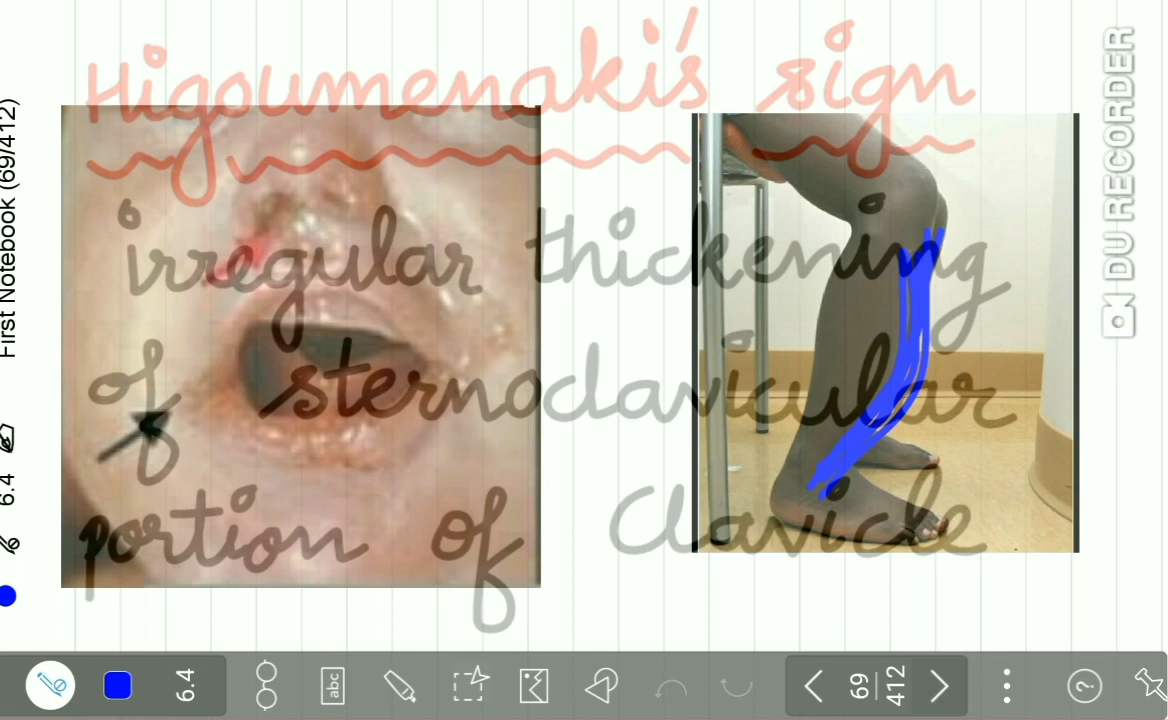 Higoumenaki's sign
irregular thickening
of sternoclavicular
portion of Clavicle
DU RECORDER
First Notebook (69/412)
6.4
6.4
abc
69
412
?